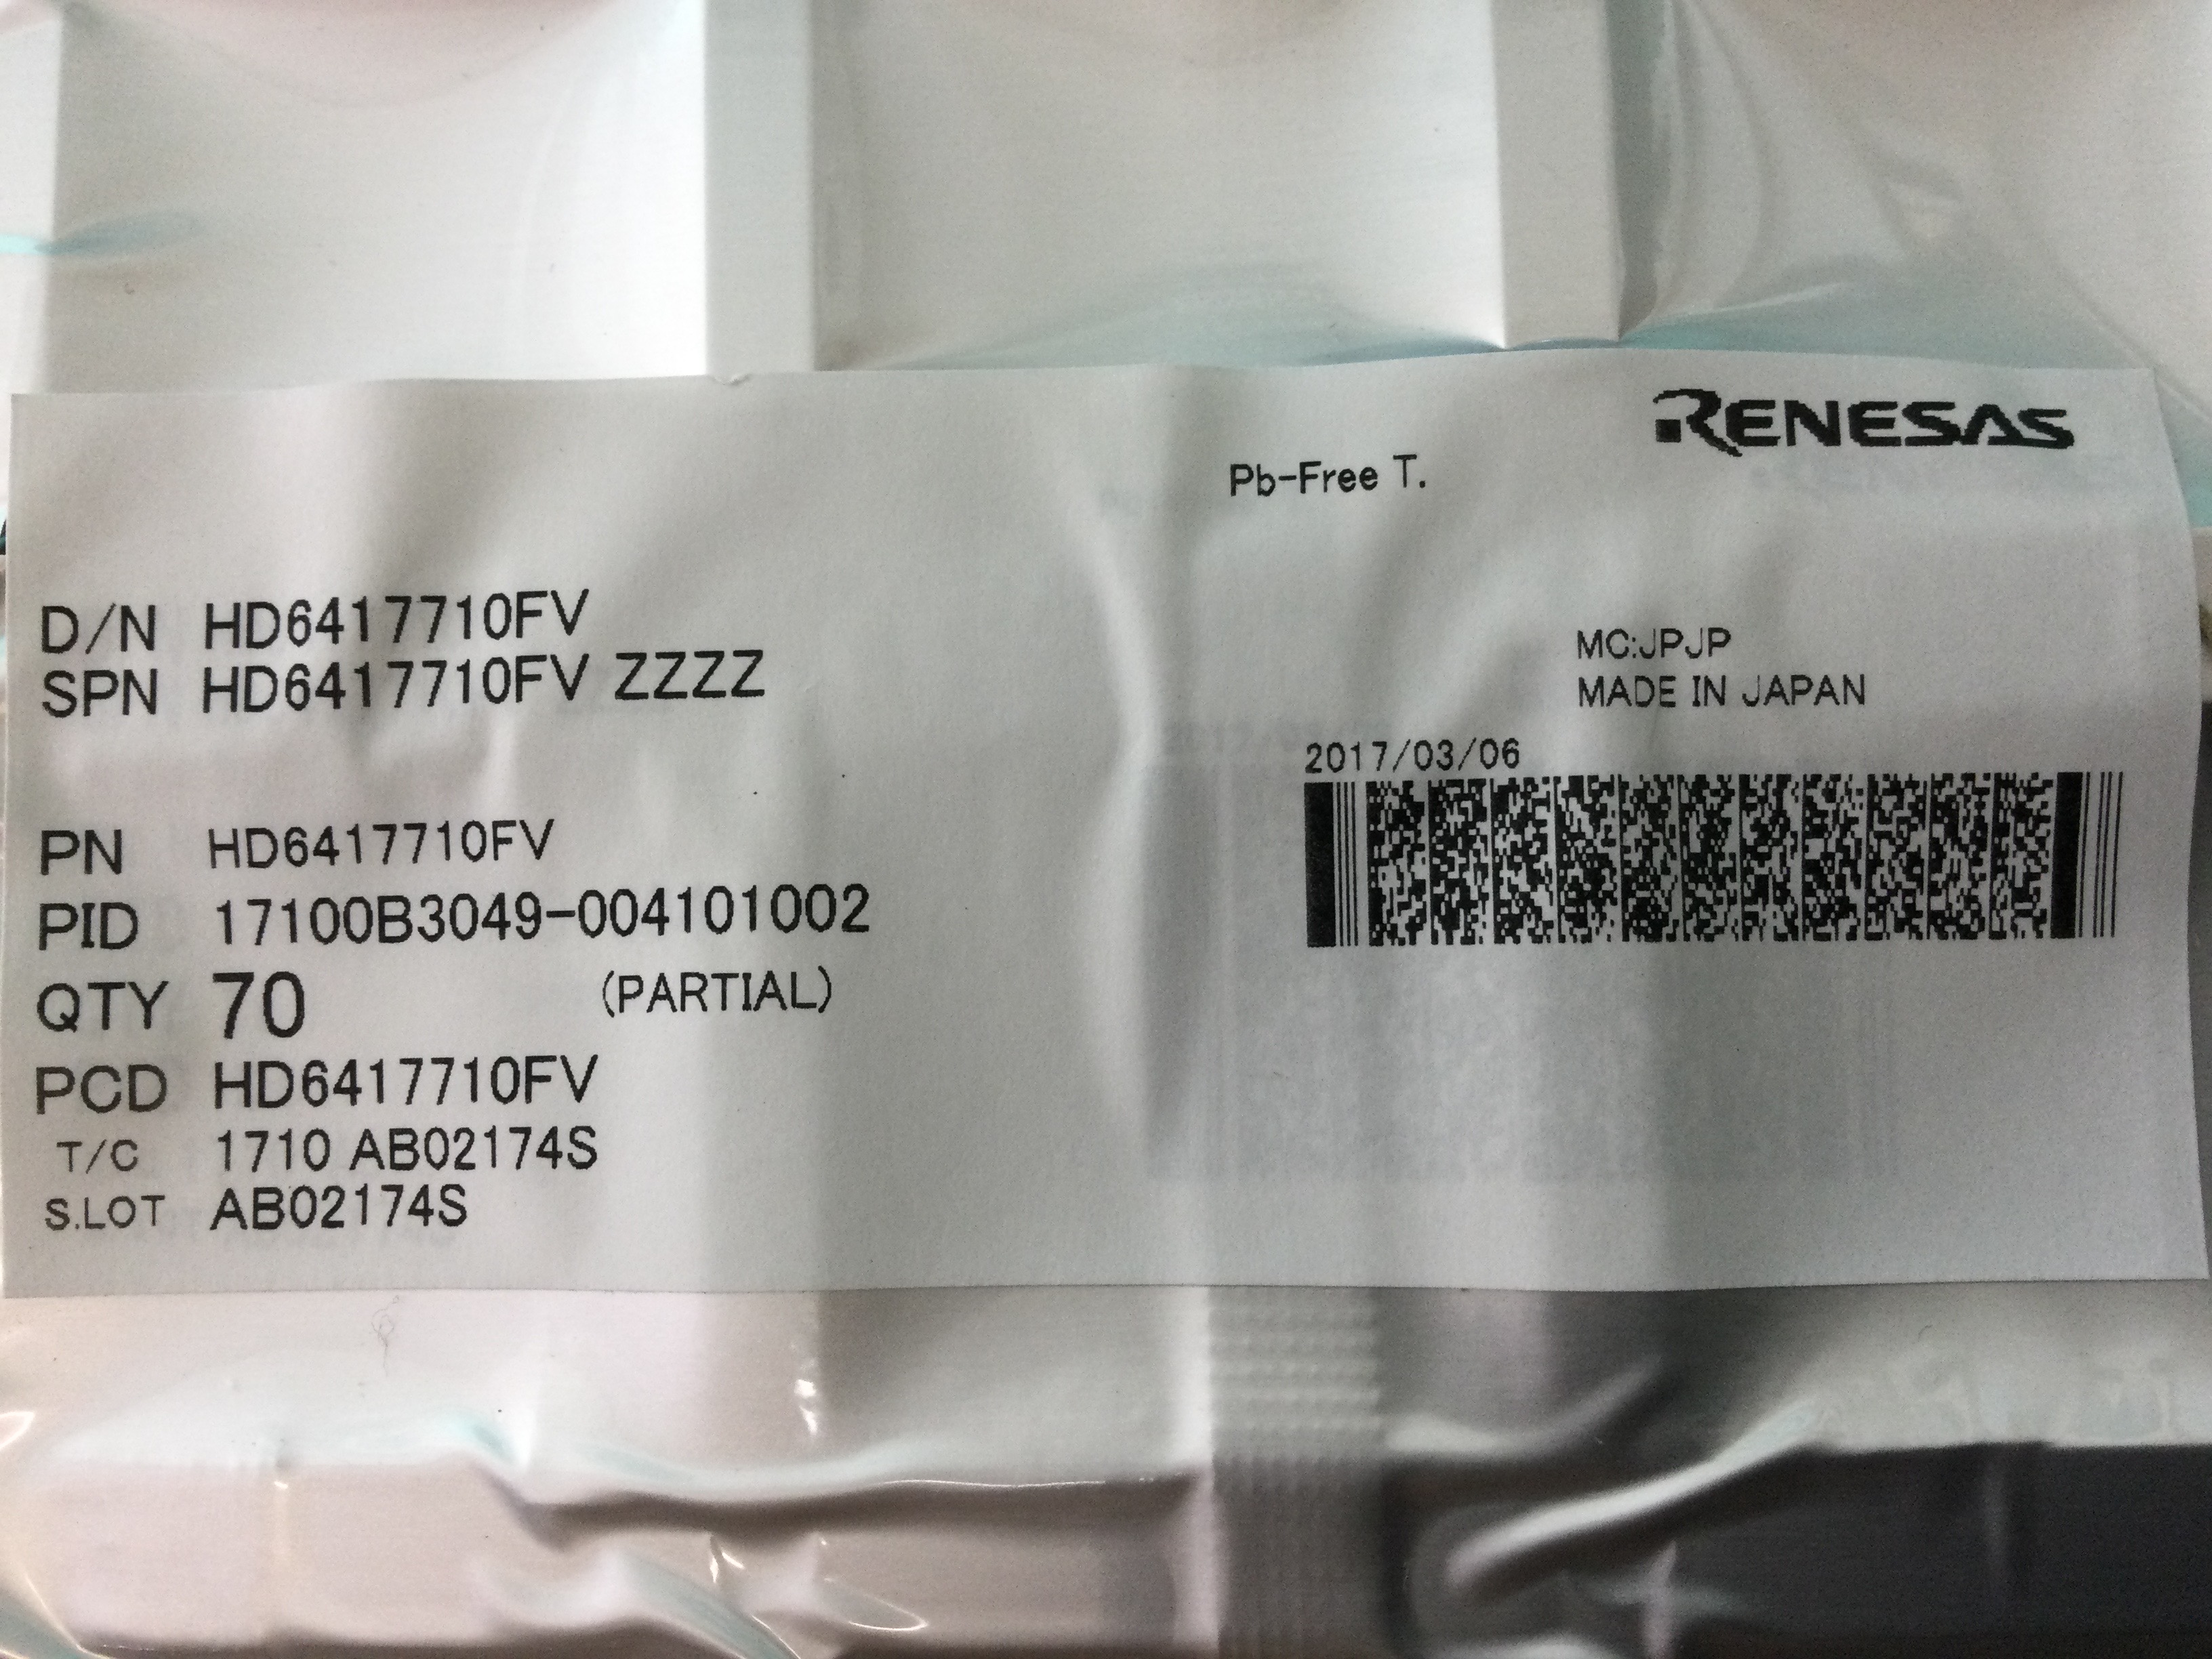 RENESAS
Pb-Free T.
D/N HD6417710FV
SPN HD6417710FV ZZZZ
MC:JPJP
MADE IN JAPAN
2017/03/06
PN HD6417710FV
PID 17100B3049-004101002
QTY 70 (PARTIAL)
PCD HD6417710FV
T/C 1710 AB02174S
S.LOT AB02174S